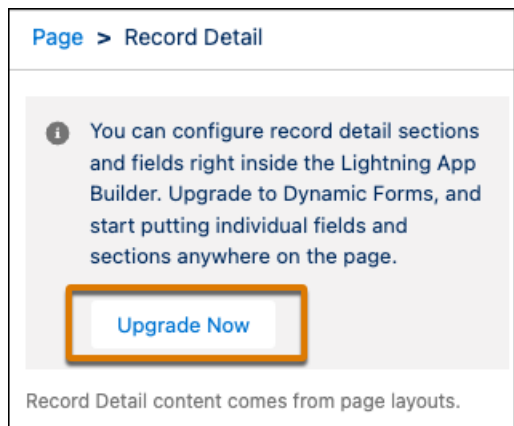 Page > Record Detail
You can configure record detail sections
and fields right inside the Lightning App
Builder. Upgrade to Dynamic Forms, and
start putting individual fields and
sections anywhere on the page.
Upgrade Now
Record Detail content comes from page layouts.